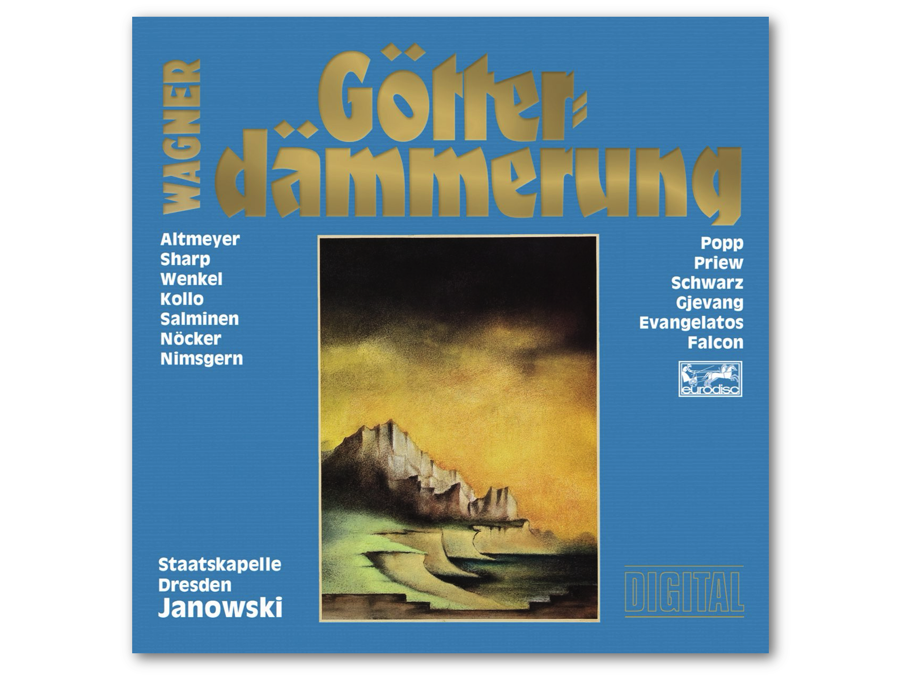 WAGNER
Götter-
dämmerung
Altmeyer
Sharp
Wenkel
Kollo
Salminen
Nöcker
Nimsgern
Popp
Priew
Schwarz
Gjevang
Evangelatos
Falcon
eurodisc
Staatskapelle
Dresden
Janowski
DIGITAL